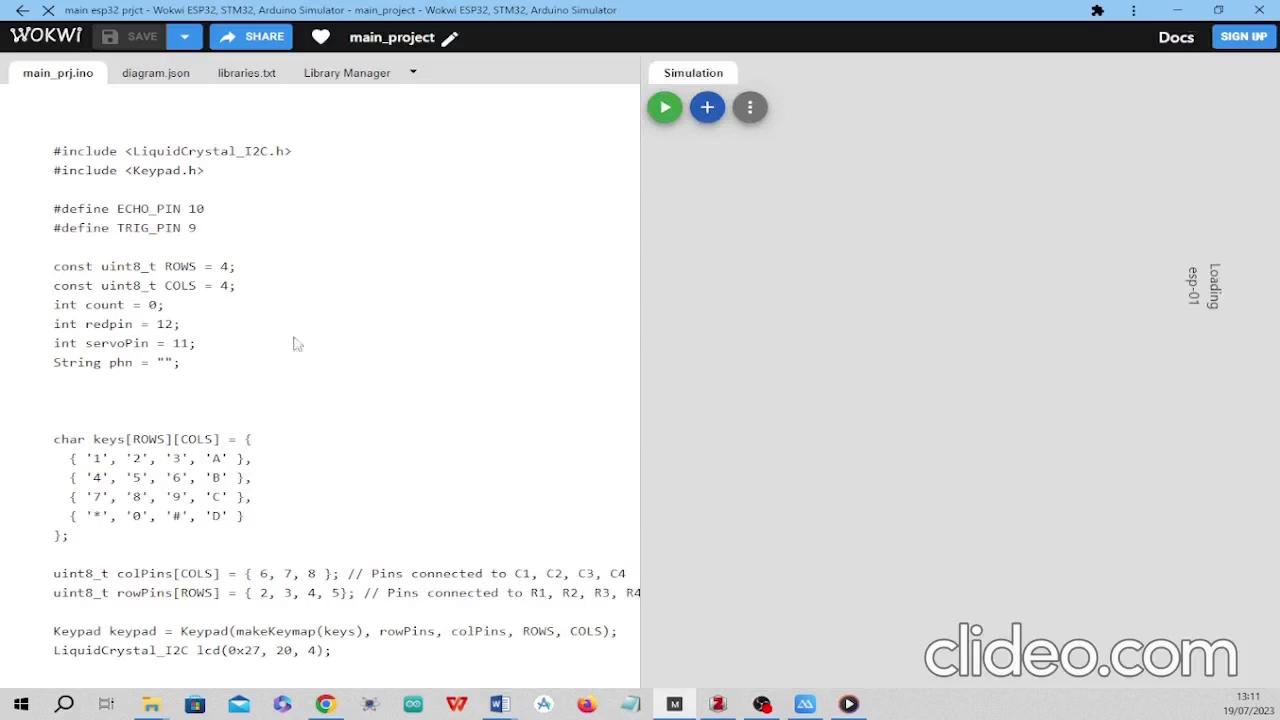 main esp32 prjct - Wokwi ESP32, STM32, Arduino Simulator - main_project - Wokwi ESP32, STM32, Arduino Simulator
WOKWI SAVE SHARE main_project Docs SIGN UP
main_prj.ino diagram.json libraries.txt Library Manager
Simulation
#include <LiquidCrystal_I2C.h>
#include <Keypad.h>
#define ECHO_PIN 10
#define TRIG_PIN 9
const uint8_t ROWS = 4;
const uint8_t COLS = 4;
int count = 0;
int redpin = 12;
int servoPin = 11;
String phn = "";
char keys[ROWS][COLS] = {
{ '1', '2', '3', 'A' },
{ '4', '5', '6', 'B' },
{ '7', '8', '9', 'C' },
{ '*', '0', '#', 'D' }
};
uint8_t colPins[COLS] = { 6, 7, 8 }; // Pins connected to C1, C2, C3, C4
uint8_t rowPins[ROWS] = { 2, 3, 4, 5}; // Pins connected to R1, R2, R3, R4
Keypad keypad = Keypad(makeKeymap(keys), rowPins, colPins, ROWS, COLS);
LiquidCrystal_I2C lcd(0x27, 20, 4);
Loading
esp-01
clideo.com
13:11
19/07/2023